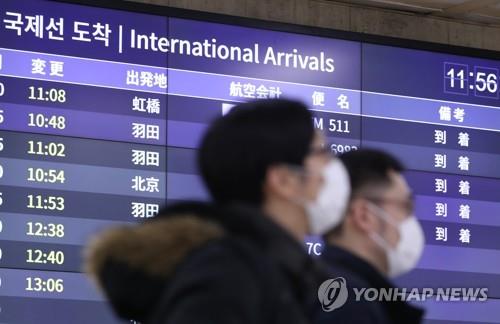 국제선 도착 | International Arrivals
11:56
変更 出発地 航空会社 便名 備考
11:08 虹橋 511 到着
10:48 羽田 到着
11:02 羽田 到着
10:54 北京 到着
11:53 羽田 到着
12:38 到着
12:40
13:06
YONHAP NEWS